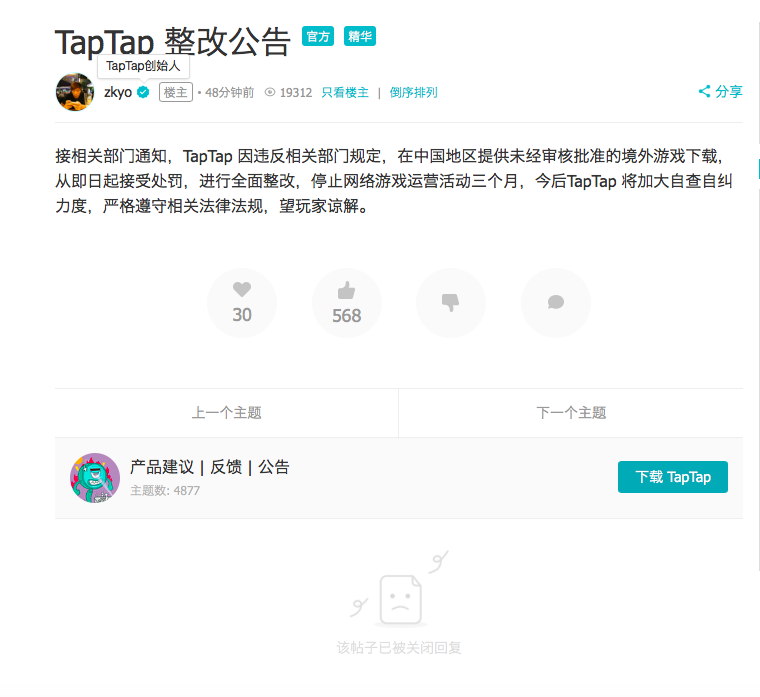 TapTap 整改公告 官方 精华
TapTap创始人
zkyo 楼主 • 48分钟前 19312 只看楼主 | 倒序排列 分享
接相关部门通知，TapTap 因违反相关部门规定，在中国地区提供未经审核批准的境外游戏下载，
从即日起接受处罚，进行全面整改，停止网络游戏运营活动三个月，今后TapTap 将加大自查自纠
力度，严格遵守相关法律法规，望玩家谅解。
30 568
上一个主题 下一个主题
产品建议 | 反馈 | 公告
主题数: 4877
下载 TapTap
该帖子已被关闭回复